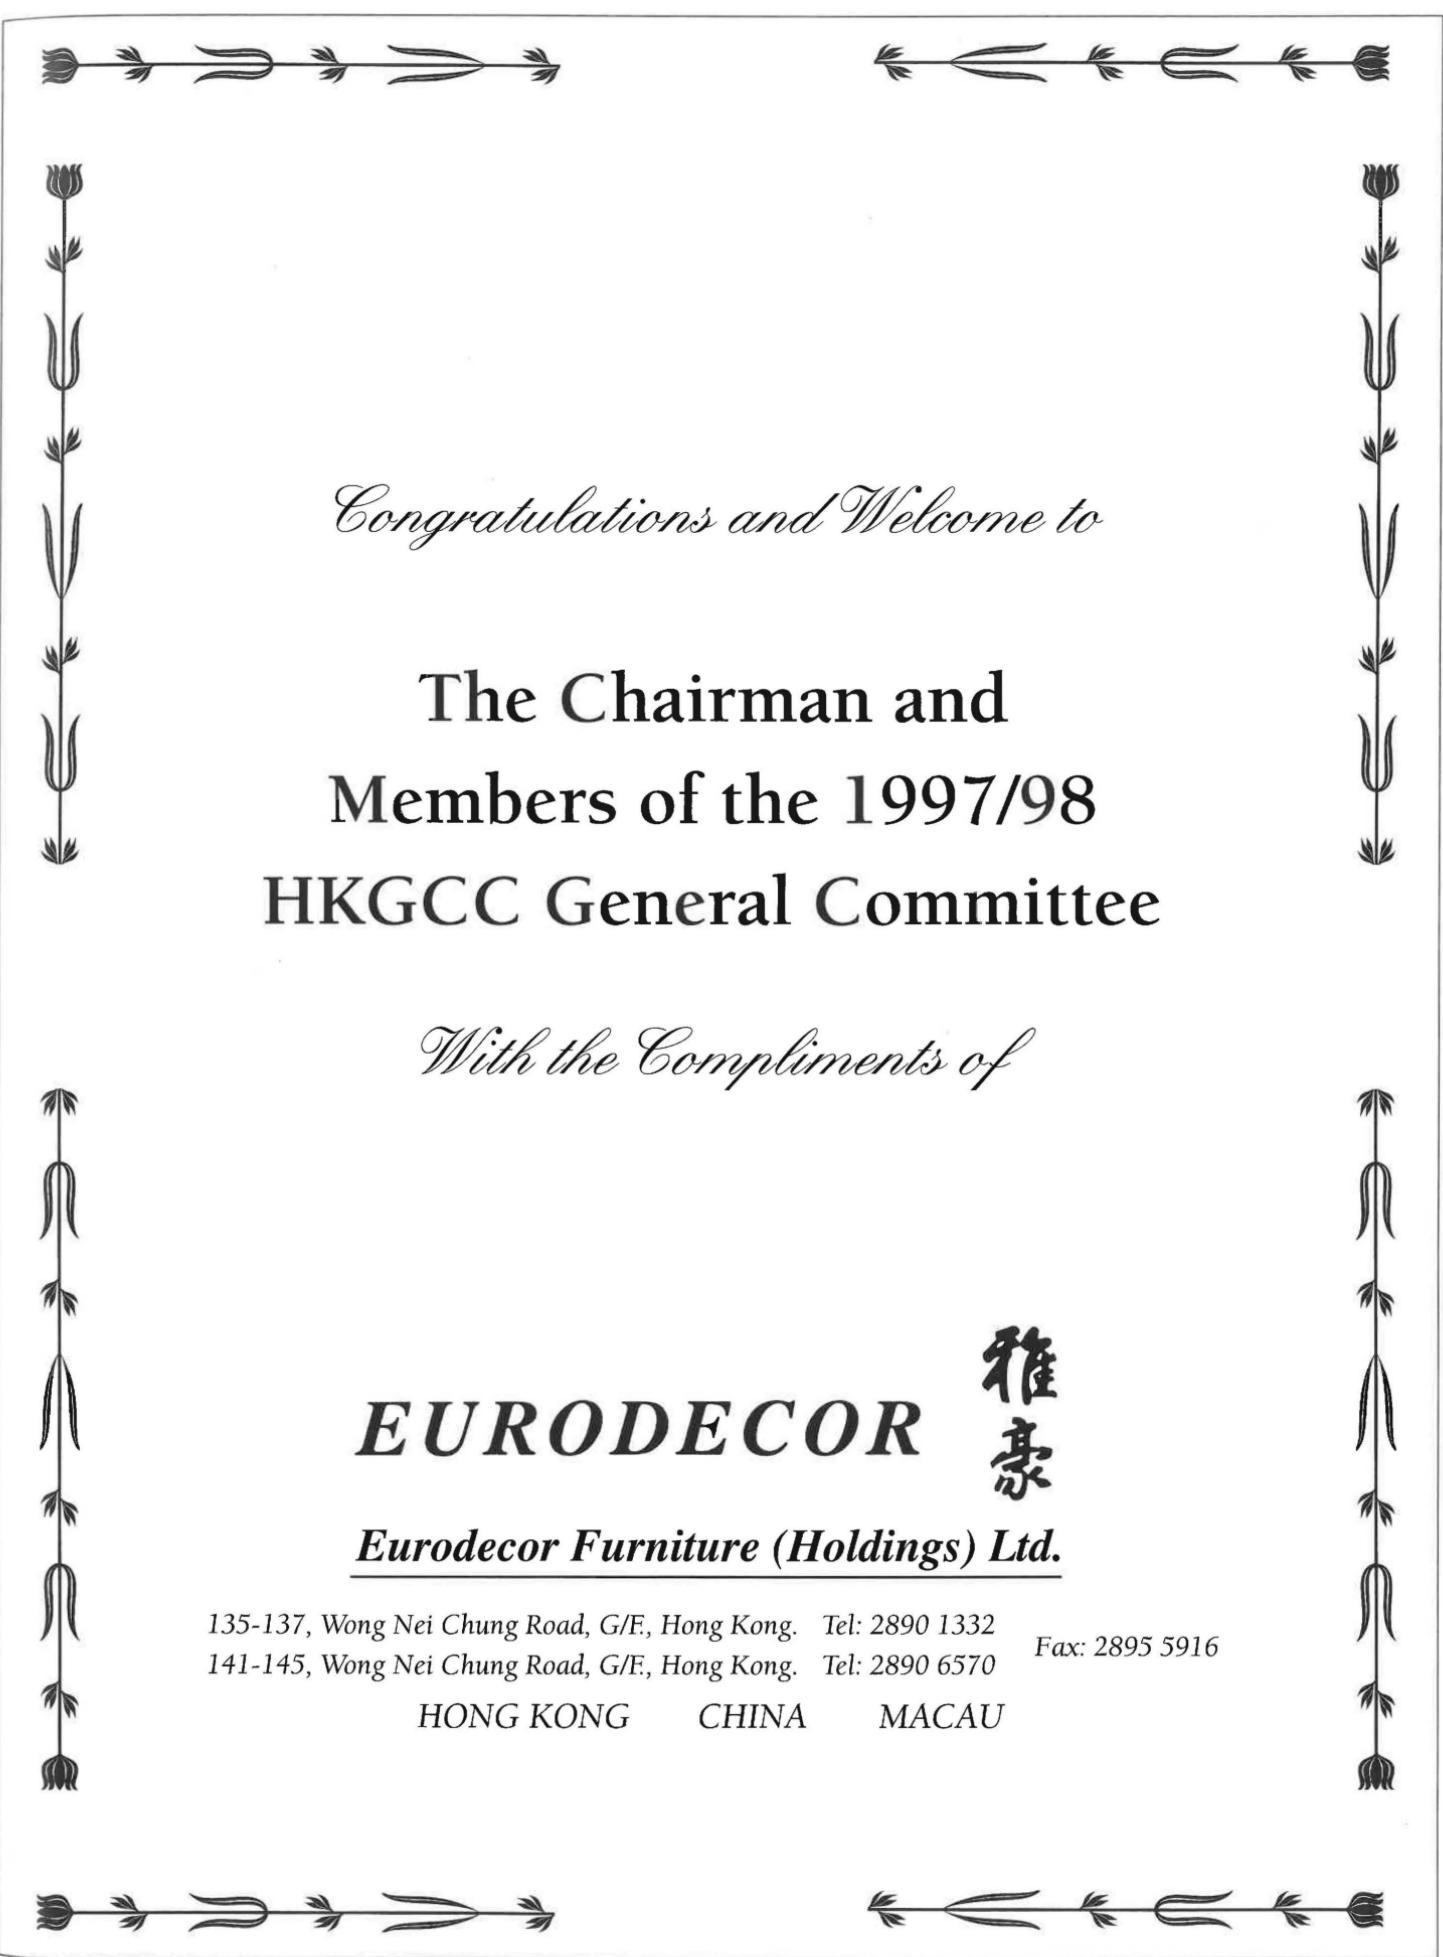 Congratulations and Welcome to
The Chairman and
Members of the 1997/98
HKGCC General Committee
With the Compliments of
EURODECOR
雅
豪
Eurodecor Furniture (Holdings) Ltd.
135-137, Wong Nei Chung Road, G/F., Hong Kong. Tel: 2890 1332
141-145, Wong Nei Chung Road, G/F., Hong Kong. Tel: 2890 6570
Fax: 2895 5916
HONG KONG CHINA MACAU